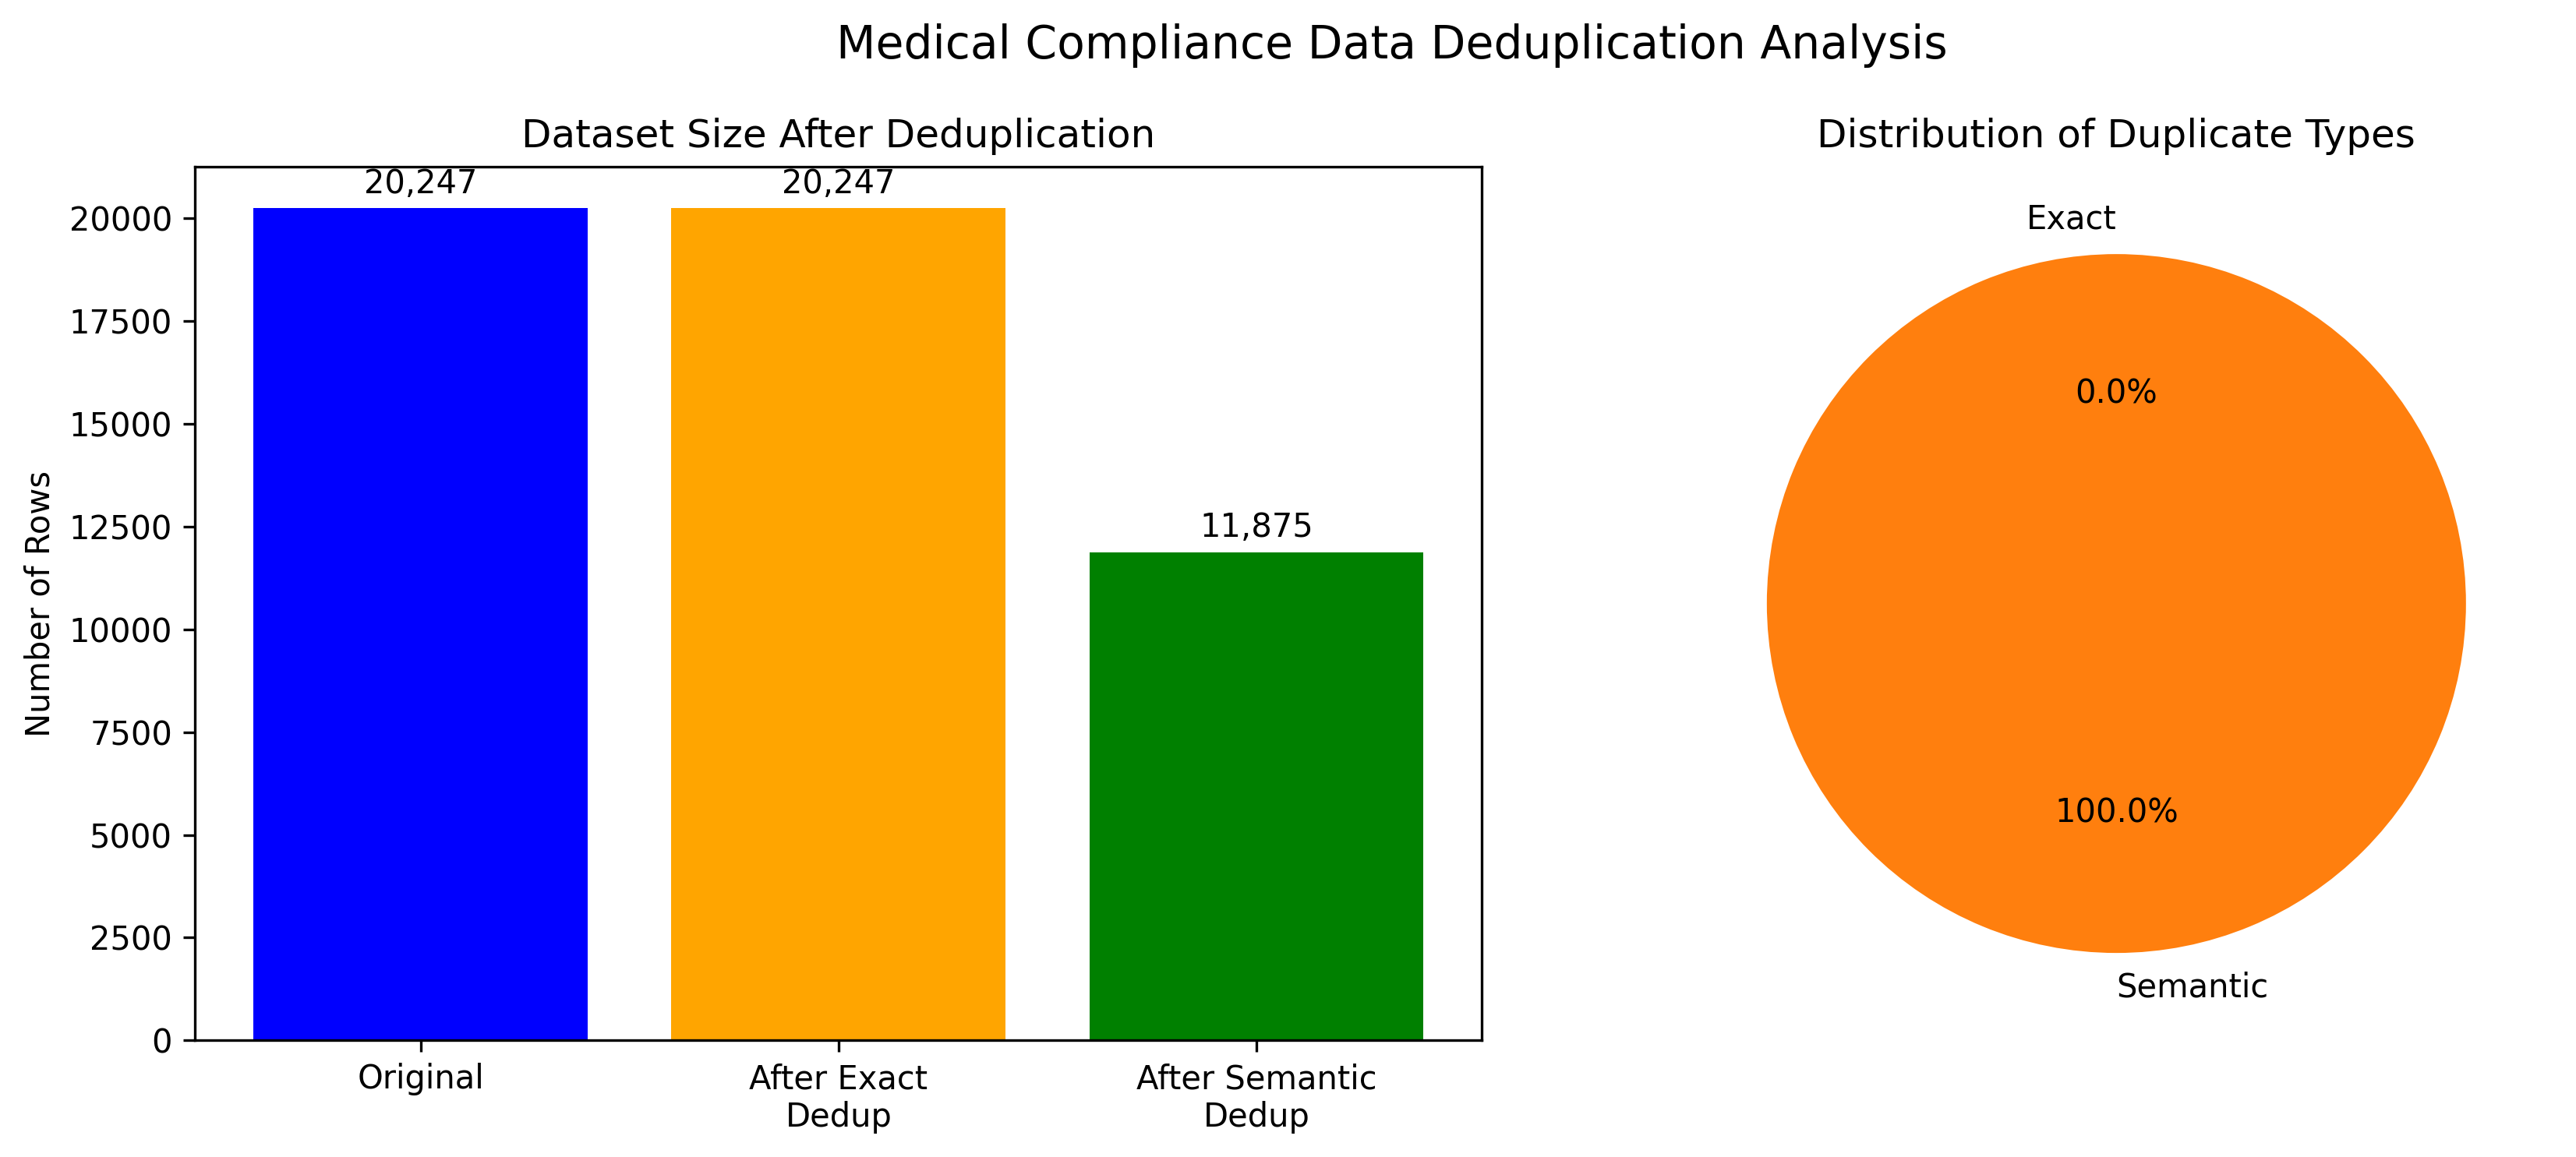 Medical Compliance Data Deduplication Analysis
Dataset Size After Deduplication
Number of Rows
20000
17500
15000
12500
10000
7500
5000
2500
0
20,247
20,247
11,875
Original
After Exact
Dedup
After Semantic
Dedup
Distribution of Duplicate Types
Exact
0.0%
100.0%
Semantic